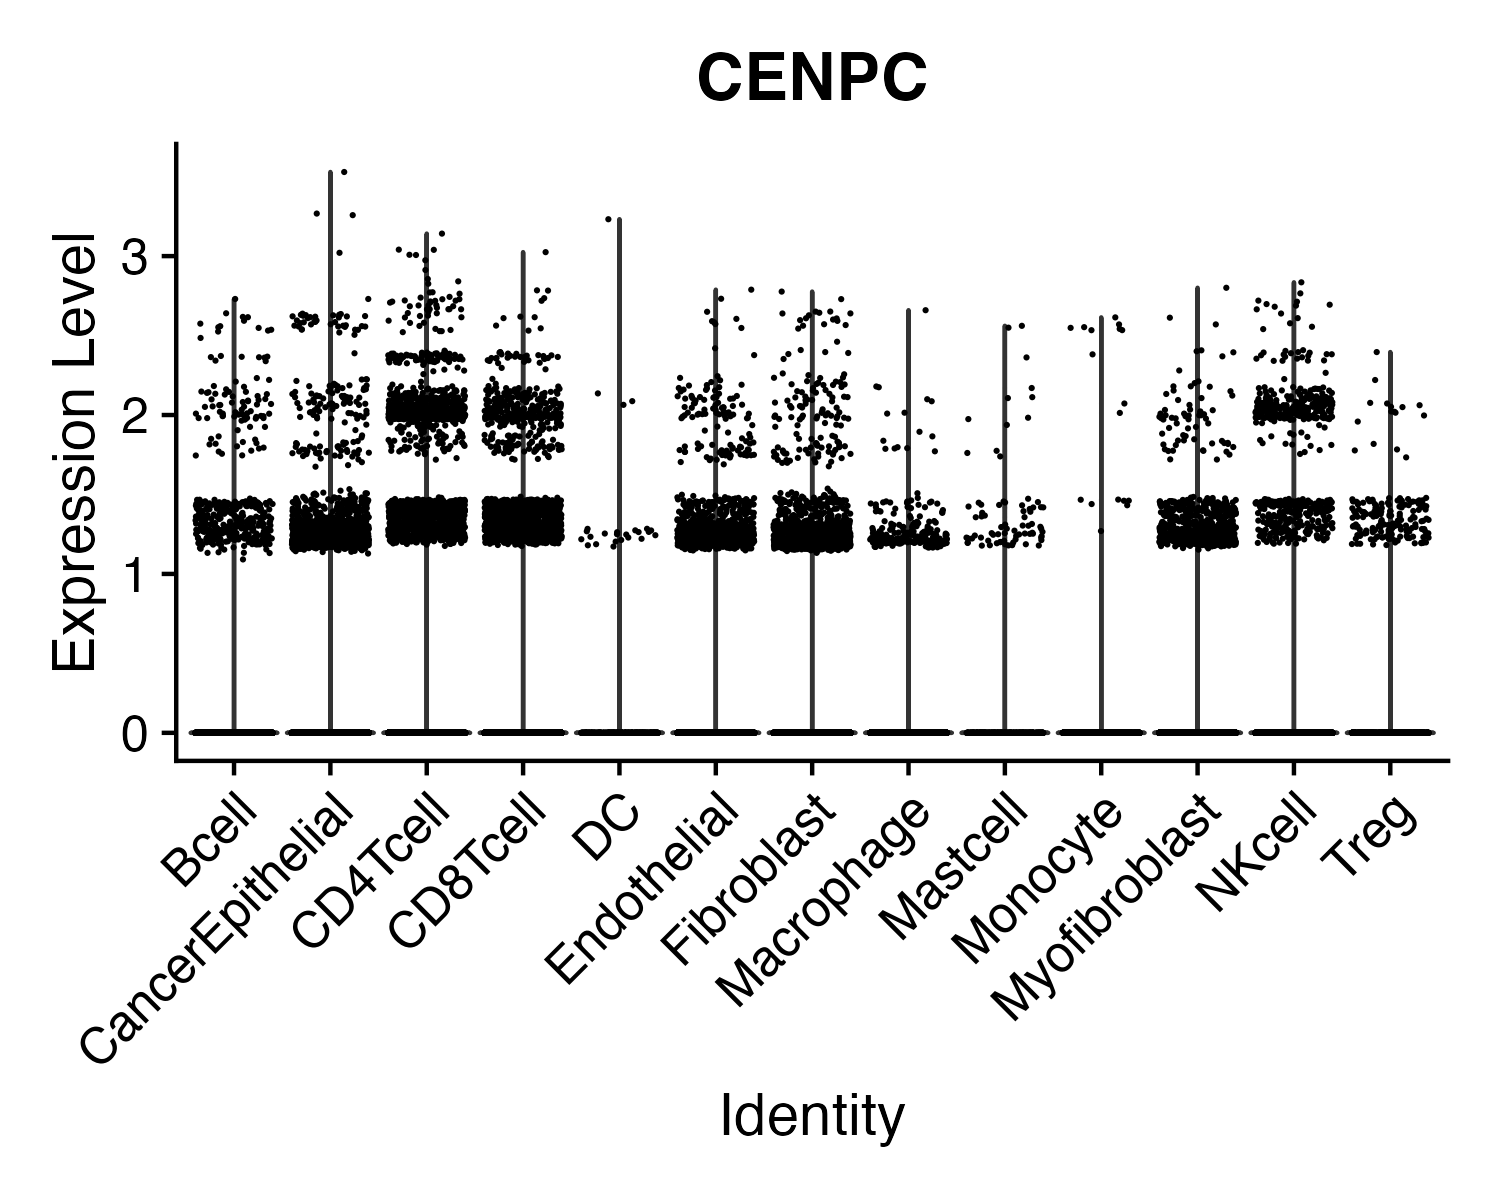 CENPC
Expression Level
3
2
1
0
Bcell
CancerEpithelial
CD4Tcell
CD8Tcell
DC
Endothelial
Fibroblast
Macrophage
Mastcell
Monocyte
Myofibroblast
NKcell
Treg
Identity